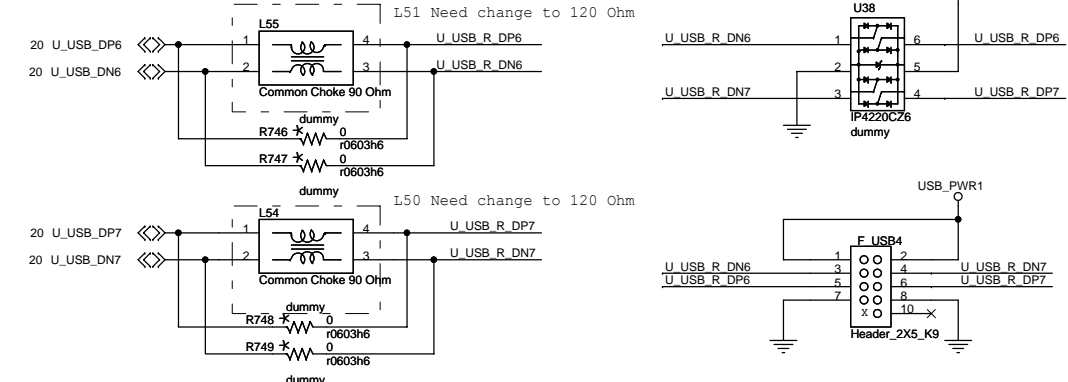 L51 Need change to 120 Ohm
L55
20 U_USB_DP6
1
4
U_USB_R_DP6
20 U_USB_DN6
2
3
U_USB_R_DN6
Common Choke 90 Ohm
dummy
R746
0
r0603h6
R747
0
r0603h6
dummy
L50 Need change to 120 Ohm
L54
20 U_USB_DP7
1
4
U_USB_R_DP7
20 U_USB_DN7
2
3
U_USB_R_DN7
Common Choke 90 Ohm
dummy
R748
0
r0603h6
R749
0
r0603h6
dummy
U38
U_USB_R_DN6
1
6
U_USB_R_DP6
2
5
U_USB_R_DN7
3
4
U_USB_R_DP7
IP4220CZ6
dummy
USB_PWR1
F_USB4
1
2
U_USB_R_DN6
3
4
U_USB_R_DN7
U_USB_R_DP6
5
6
U_USB_R_DP7
7
8
X
10
Header_2X5_K9